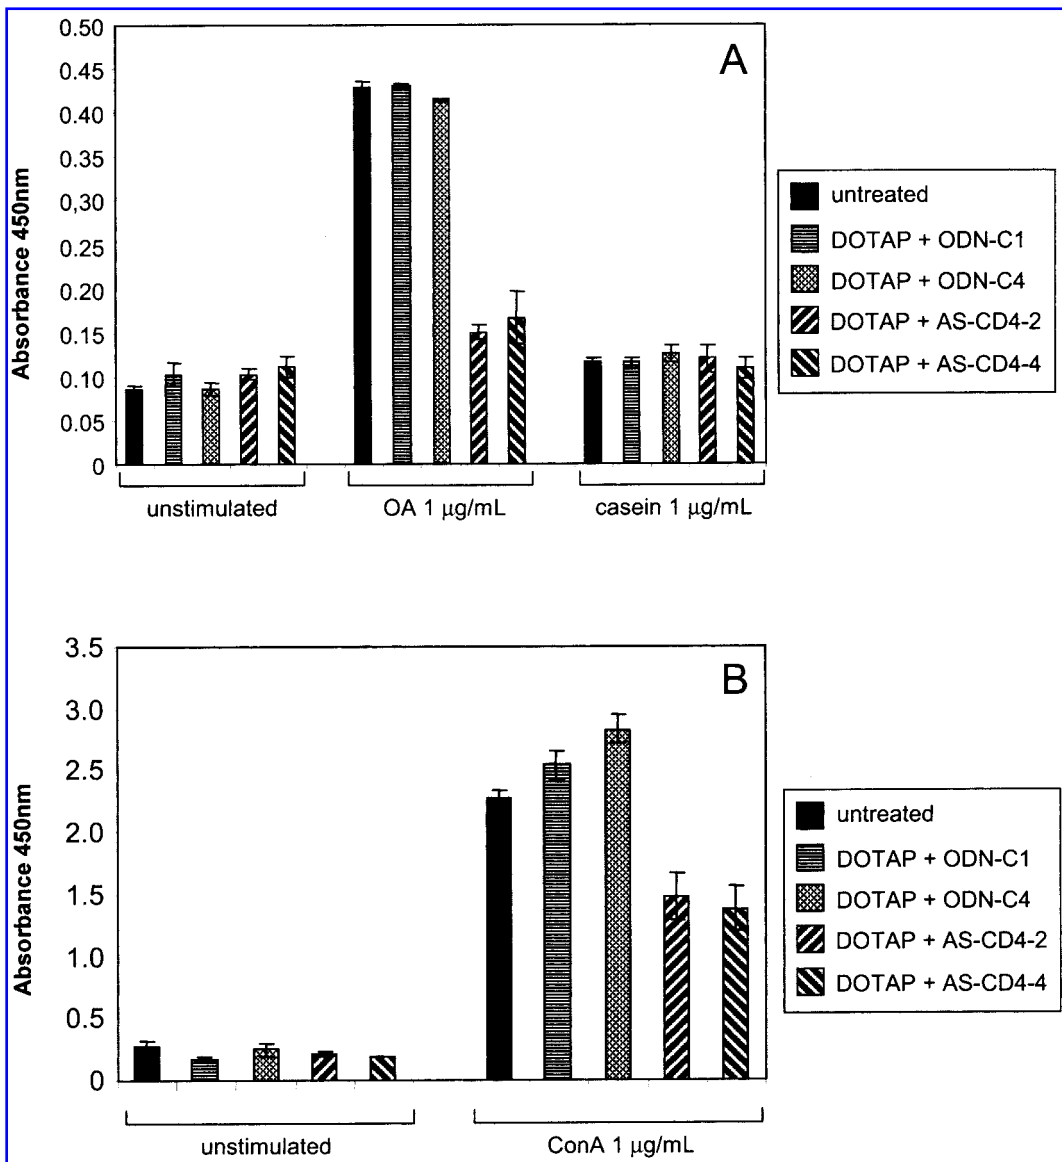 A
Absorbance 450nm
0.50
0.45
0.40
0.35
0,30
0.25
0.20
0.15
0.10
0.05
0
unstimulated
OA 1 μg/mL
casein 1 μg/mL
untreated
DOTAP + ODN-C1
DOTAP + ODN-C4
DOTAP + AS-CD4-2
DOTAP + AS-CD4-4
B
Absorbance 450nm
3.5
3.0
2.5
2.0
1.5
1.0
0.5
0
unstimulated
ConA 1 μg/mL
untreated
DOTAP + ODN-C1
DOTAP + ODN-C4
DOTAP + AS-CD4-2
DOTAP + AS-CD4-4